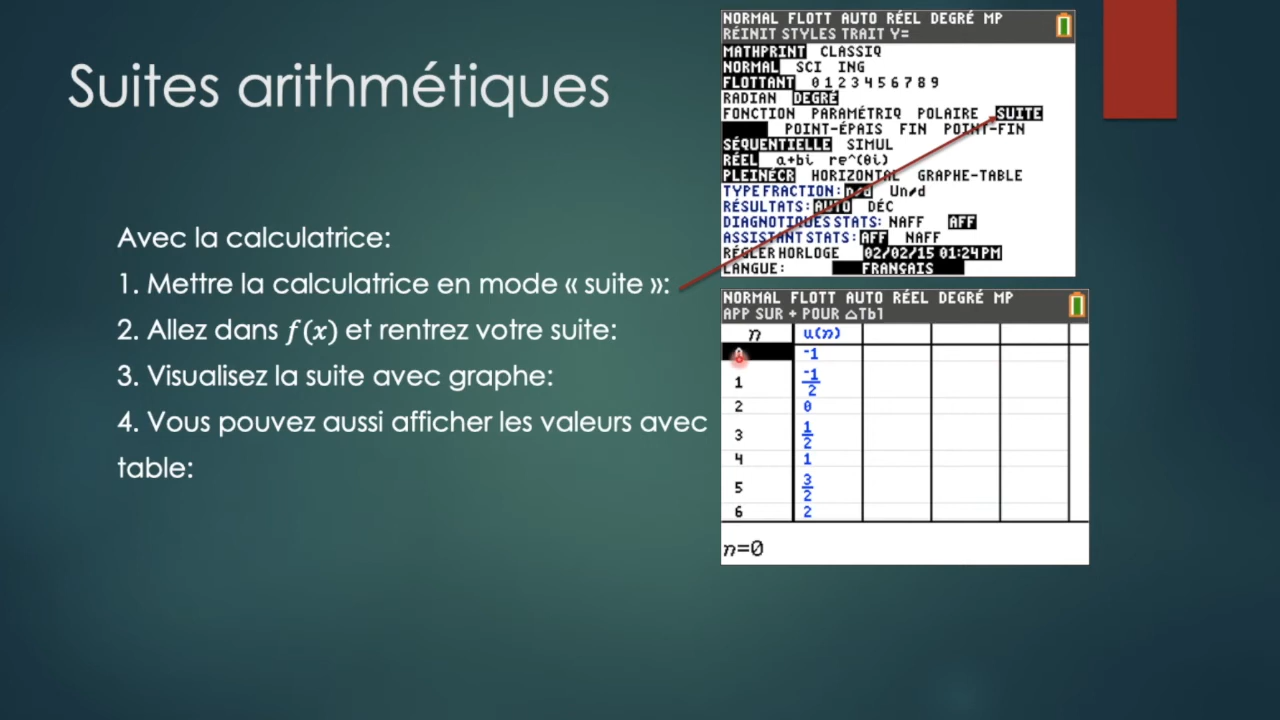 Suites arithmétiques
Avec la calculatrice:
1. Mettre la calculatrice en mode « suite »:
2. Allez dans f(x) et rentrez votre suite:
3. Visualisez la suite avec graphe:
4. Vous pouvez aussi afficher les valeurs avec
table:
NORMAL FLOTT AUTO RÉEL DEGRÉ MP
RÉINIT STYLES TRAIT Y=
MATHPRINT CLASSIQ
NORMAL SCI ING
FLOTTANT 0 1 2 3 4 5 6 7 8 9
RADIAN DEGRÉ
FONCTION PARAMÉTRIQ POLAIRE SUITE
POINT-ÉPAIS FIN POINT-FIN
SÉQUENTIELLE SIMUL
RÉEL a+bi re^(θi)
PLEINÉCR HORIZONTAL GRAPHE-TABLE
TYPE FRACTION: n/d Un/d
RÉSULTATS: AUTO DÉC
DIAGNOTIQUES STATS: NAFF AFF
ASSISTANT STATS: AFF NAFF
RÉGLER HORLOGE 02/02/15 01:24PM
LANGUE: FRANÇAIS
NORMAL FLOTT AUTO RÉEL DEGRÉ MP
APP SUR + POUR △Tbl
n u(n)
0 -1
1 -1/2
2 0
3 1/2
4 1
5 3/2
6 2
n=0